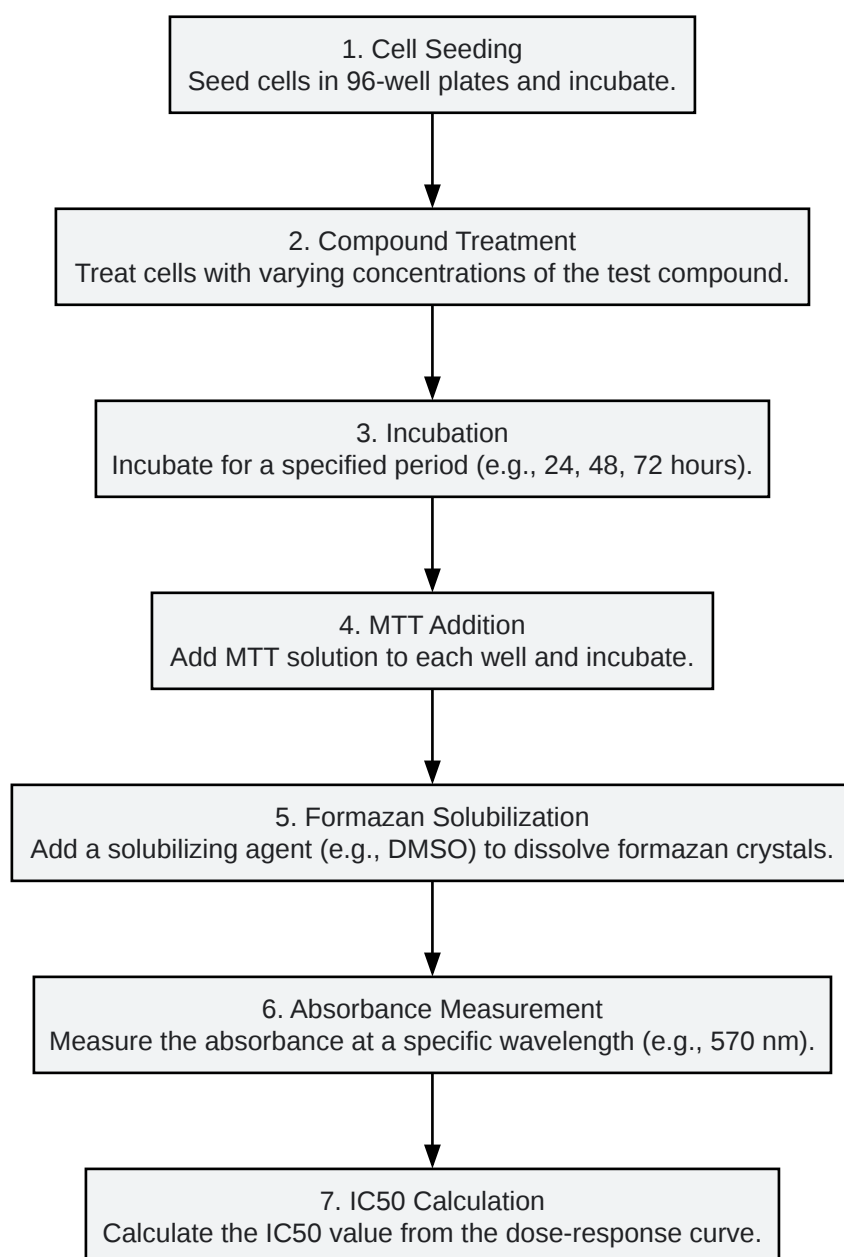 1. Cell Seeding
Seed cells in 96-well plates and incubate.
2. Compound Treatment
Treat cells with varying concentrations of the test compound.
3. Incubation
Incubate for a specified period (e.g., 24, 48, 72 hours).
4. MTT Addition
Add MTT solution to each well and incubate.
5. Formazan Solubilization
Add a solubilizing agent (e.g., DMSO) to dissolve formazan crystals.
6. Absorbance Measurement
Measure the absorbance at a specific wavelength (e.g., 570 nm).
7. IC50 Calculation
Calculate the IC50 value from the dose-response curve.